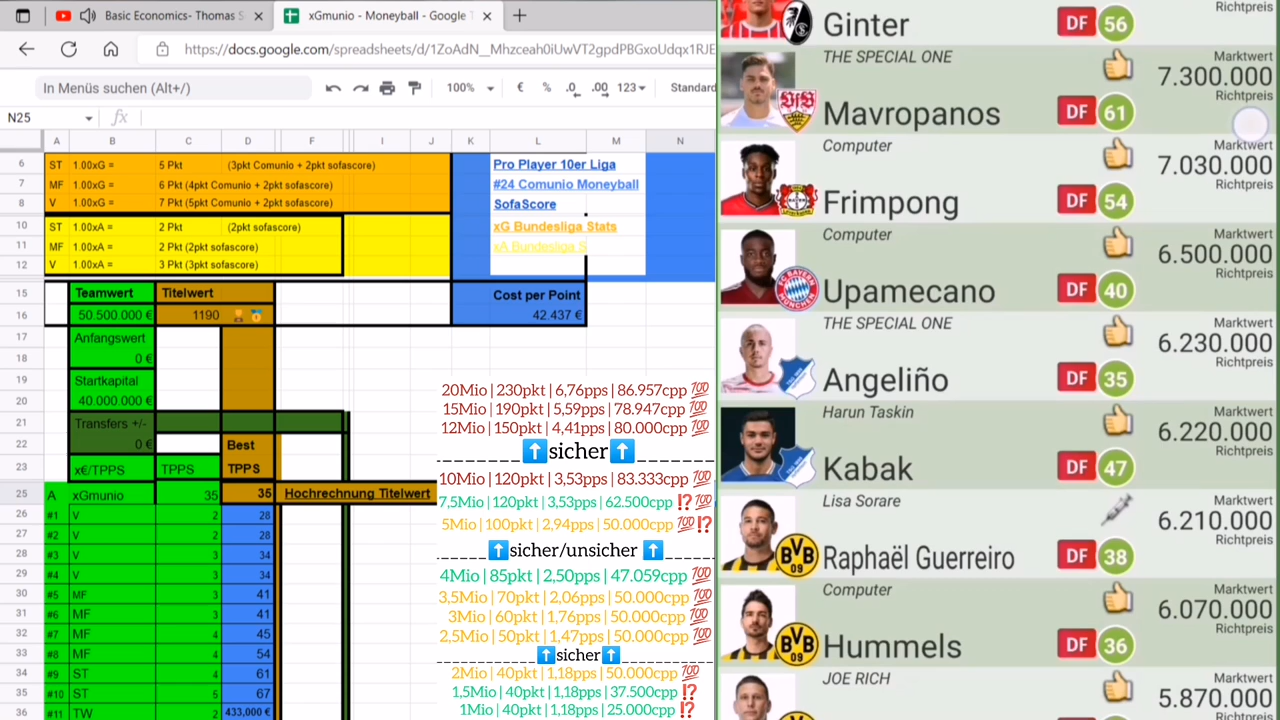 Basic Economics- Thomas S
xGmunio - Moneyball - Google T
https://docs.google.com/spreadsheets/d/1ZoAdN__Mhzceah0iUwVT2gpdPBGxoUdqx1RJE
In Menüs suchen (Alt+/)
100%
€
%
.0
.00
123
Standard
N25
fx
A B C D F I J K L M N
6 ST 1.00xG = 5 Pkt (3pkt Comunio + 2pkt sofascore) Pro Player 10er Liga
7 MF 1.00xG = 6 Pkt (4pkt Comunio + 2pkt sofascore) #24 Comunio Moneyball
8 V 1.00xG = 7 Pkt (5pkt Comunio + 2pkt sofascore) SofaScore
10 ST 1.00xA = 2 Pkt (2pkt sofascore) xG Bundesliga Stats
11 MF 1.00xA = 2 Pkt (2pkt sofascore) xA Bundesliga S
12 V 1.00xA = 3 Pkt (3pkt sofascore)
15 Teamwert Titelwert Cost per Point
16 50.500.000 € 1190 42.437 €
17 Anfangswert
18 0 €
19 Startkapital
20 40.000.000 €
21 Transfers +/-
22 0 € Best
23 x€/TPPS TPPS TPPS
25 A xGmunio 35 35 Hochrechnung Titelwert
26 #1 V 2 28
27 #2 V 2 28
28 #3 V 3 34
29 #4 V 3 34
30 #5 MF 3 41
31 #6 MF 3 41
32 #7 MF 4 45
33 #8 MF 4 54
34 #9 ST 4 61
35 #10 ST 5 67
36 #11 TW 2 433,000 €
20Mio | 230pkt | 6,76pps | 86.957cpp 💯
15Mio | 190pkt | 5,59pps | 78.947cpp 💯
12Mio | 150pkt | 4,41pps | 80.000cpp 💯
⬆️sicher⬆️
10Mio | 120pkt | 3,53pps | 83.333cpp 💯
7,5Mio | 120pkt | 3,53pps | 62.500cpp ⁉️💯
5Mio | 100pkt | 2,94pps | 50.000cpp 💯⁉️
⬆️sicher/unsicher ⬆️
4Mio | 85pkt | 2,50pps | 47.059cpp 💯
3,5Mio | 70pkt | 2,06pps | 50.000cpp 💯
3Mio | 60pkt | 1,76pps | 50.000cpp 💯
2,5Mio | 50pkt | 1,47pps | 50.000cpp 💯
⬆️sicher⬆️
2Mio | 40pkt | 1,18pps | 50.000cpp 💯
1,5Mio | 40pkt | 1,18pps | 37.500cpp ⁉️
1Mio | 40pkt | 1,18pps | 25.000cpp ⁉️
Ginter DF 56 Richtpreis
THE SPECIAL ONE Marktwert
7.300.000
Mavropanos DF 61 Richtpreis
Computer Marktwert
7.030.000
Frimpong DF 54 Richtpreis
Computer Marktwert
6.500.000
Upamecano DF 40 Richtpreis
THE SPECIAL ONE Marktwert
6.230.000
Angeliño DF 35 Richtpreis
Harun Taskin Marktwert
6.220.000
Kabak DF 47 Richtpreis
Lisa Sorare Marktwert
6.210.000
Raphaël Guerreiro DF 38 Richtpreis
Computer Marktwert
6.070.000
Hummels DF 36 Richtpreis
JOE RICH Marktwert
5.870.000
Richtpreis